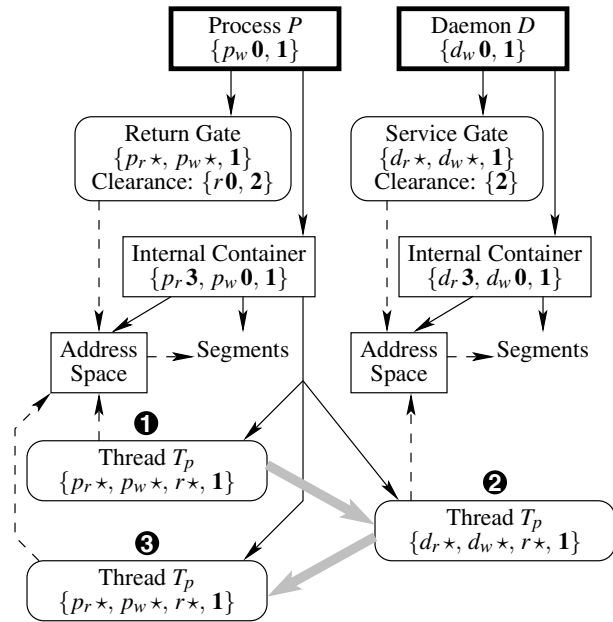 Process P
{p_w 0, 1}
Daemon D
{d_w 0, 1}
Return Gate
{p_r ⋆, p_w ⋆, 1}
Clearance: {r 0, 2}
Service Gate
{d_r ⋆, d_w ⋆, 1}
Clearance: {2}
Internal Container
{p_r 3, p_w 0, 1}
Internal Container
{d_r 3, d_w 0, 1}
Address
Space
Segments
Address
Space
Segments
❶
Thread T_p
{p_r ⋆, p_w ⋆, r⋆, 1}
❷
Thread T_p
{d_r ⋆, d_w ⋆, r⋆, 1}
❸
Thread T_p
{p_r ⋆, p_w ⋆, r⋆, 1}